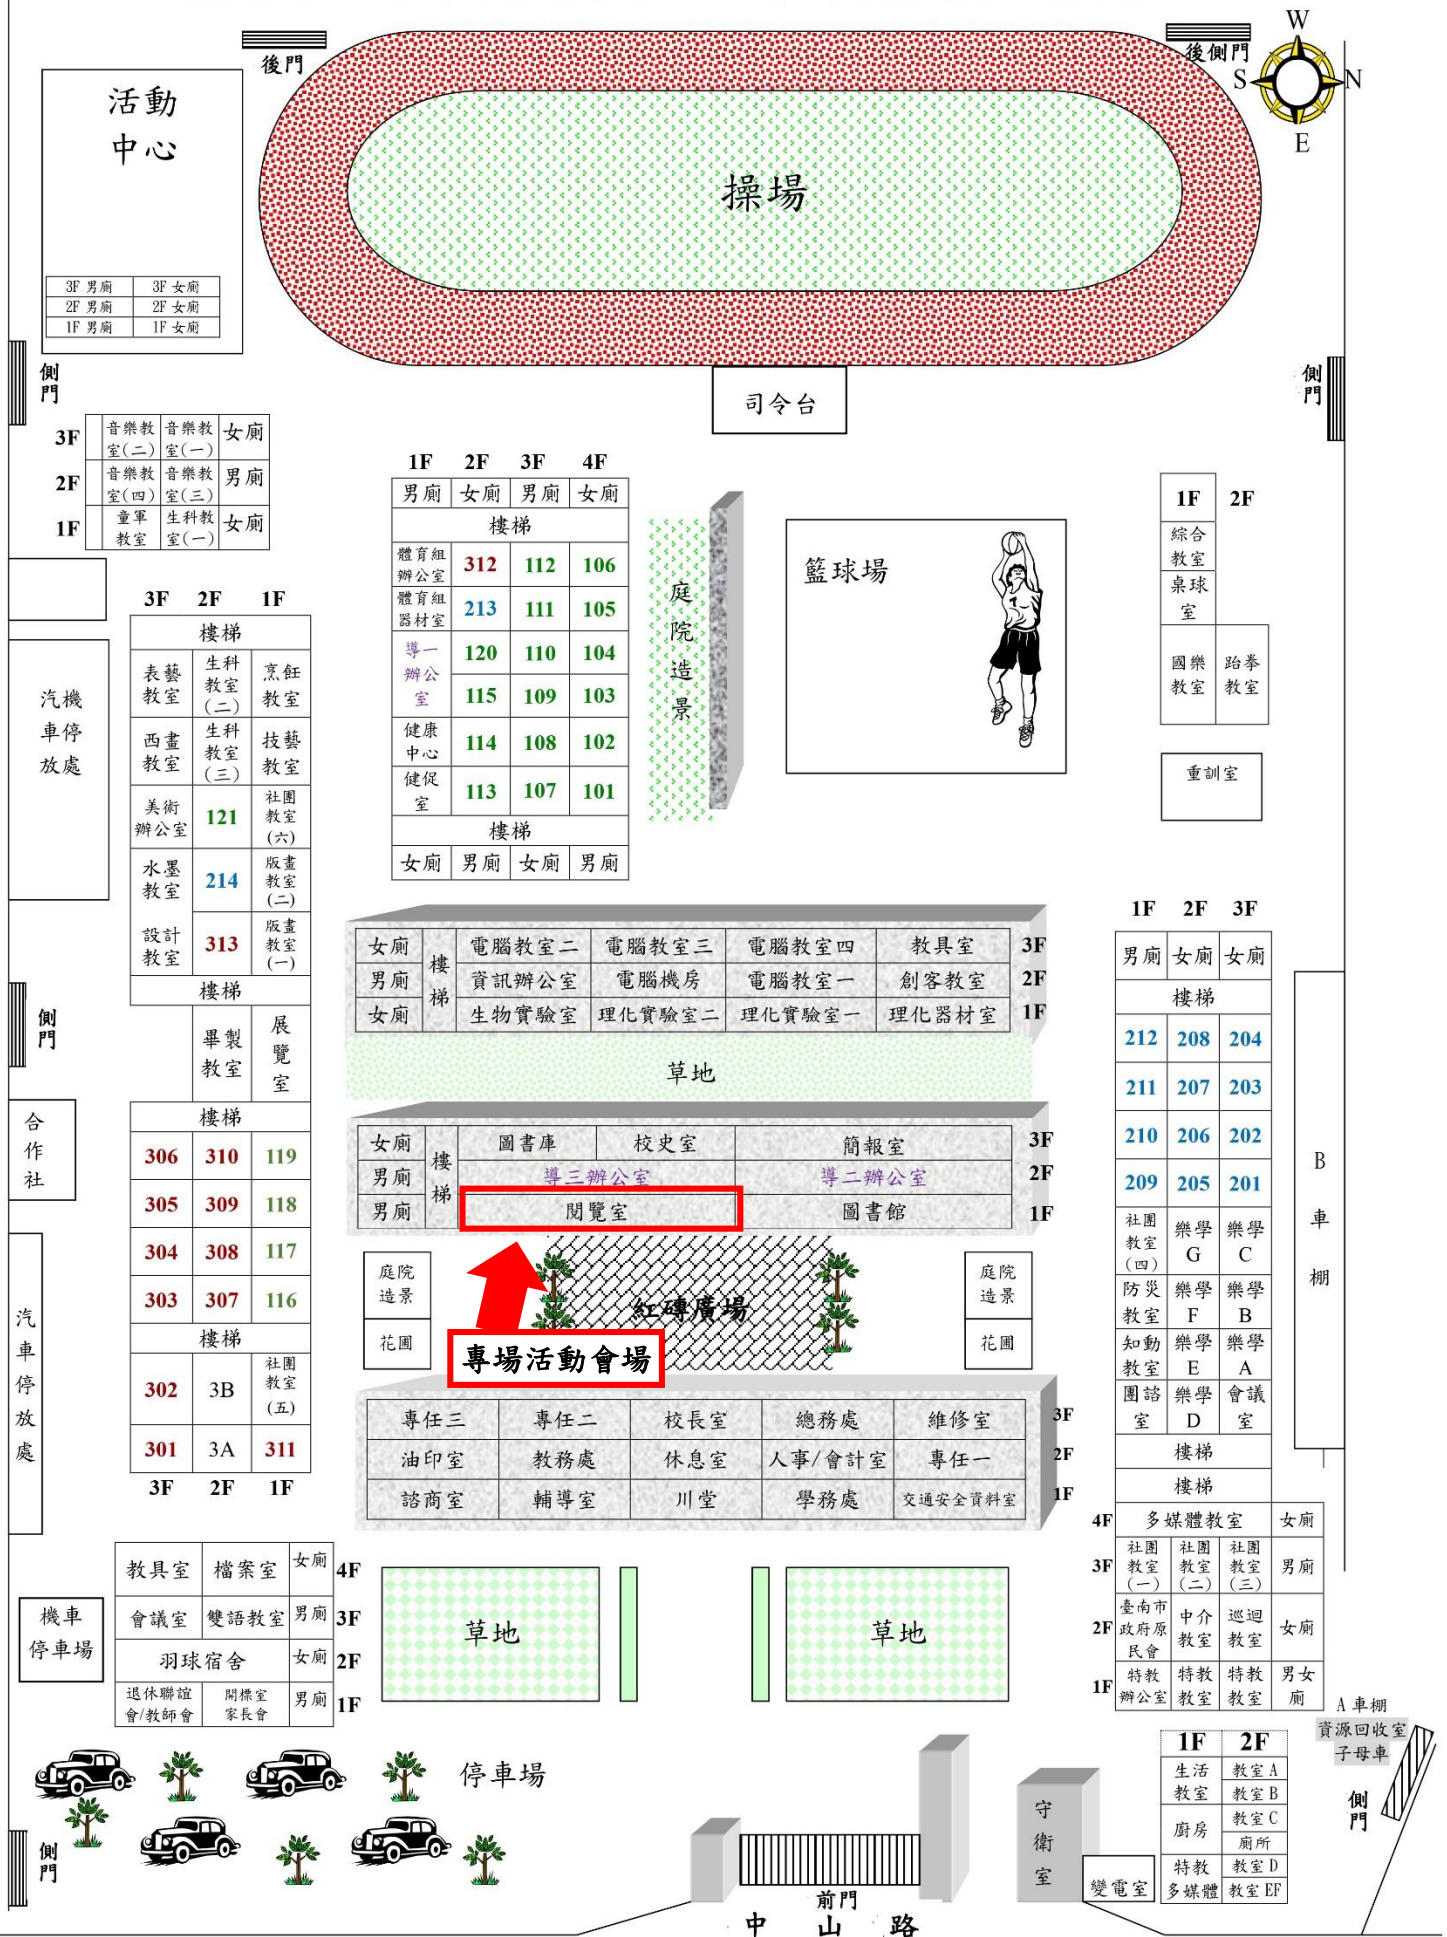 後門
後側門
W
S
N
E
活動
中心
操場
3F 男廁 3F 女廁
2F 男廁 2F 女廁
1F 男廁 1F 女廁
側門
側門
司令台
3F 音樂教室(二) 音樂教室(一) 女廁
2F 音樂教室(四) 音樂教室(三) 男廁
1F 童軍教室 生科教室(一) 女廁
1F 2F 3F 4F
男廁 女廁 男廁 女廁
樓梯
體育組辦公室 312 112 106
體育組器材室 213 111 105
導一辦公室 120 110 104
115 109 103
健康中心 114 108 102
健促室 113 107 101
樓梯
女廁 男廁 女廁 男廁
庭院造景
籃球場
1F 2F
綜合教室
桌球室
國樂教室 跆拳教室
重訓室
汽機車停放處
3F 2F 1F
樓梯
表藝教室 生科教室(二) 烹飪教室
西畫教室 生科教室(三) 技藝教室
美術辦公室 121 社團教室(六)
水墨教室 214 版畫教室(二)
設計教室 313 版畫教室(一)
樓梯
畢製教室 展覽室
樓梯
306 310 119
305 309 118
304 308 117
303 307 116
樓梯
302 3B 社團教室(五)
301 3A 311
3F 2F 1F
側門
合作社
汽車停放處
女廁 樓梯 電腦教室二 電腦教室三 電腦教室四 教具室 3F
男廁 資訊辦公室 電腦機房 電腦教室一 創客教室 2F
女廁 生物實驗室 理化實驗室二 理化實驗室一 理化器材室 1F
草地
女廁 樓梯 圖書庫 校史室 簡報室 3F
男廁 導三辦公室 導二辦公室 2F
男廁 閱覽室 圖書館 1F
庭院造景
花圃
紅磚廣場
專場活動會場
庭院造景
花圃
專任三 專任二 校長室 總務處 維修室 3F
油印室 教務處 休息室 人事/會計室 專任一 2F
諮商室 輔導室 川堂 學務處 交通安全資料室 1F
1F 2F 3F
男廁 女廁 女廁
樓梯
212 208 204
211 207 203
210 206 202
209 205 201
社團教室(四) 樂學G 樂學C
防災教室 樂學F 樂學B
知動教室 樂學E 樂學A
團諮室 樂學D 會議室
樓梯
樓梯
4F 多媒體教室 女廁
3F 社團教室(一) 社團教室(二) 社團教室(三) 男廁
2F 臺南市政府原民會 中介教室 巡迴教室 女廁
1F 特教辦公室 特教教室 特教教室 男女廁
B車棚
教具室 檔案室 女廁 4F
會議室 雙語教室 男廁 3F
羽球宿舍 女廁 2F
退休聯誼會/教師會 開標室家長會 男廁 1F
機車停車場
草地
草地
停車場
側門
前門
中山路
守衛室
變電室
1F 2F
生活教室 教室A
教室B
廚房 教室C
廁所
特教多媒體 教室D
教室EF
A車棚
資源回收室
子母車
側門